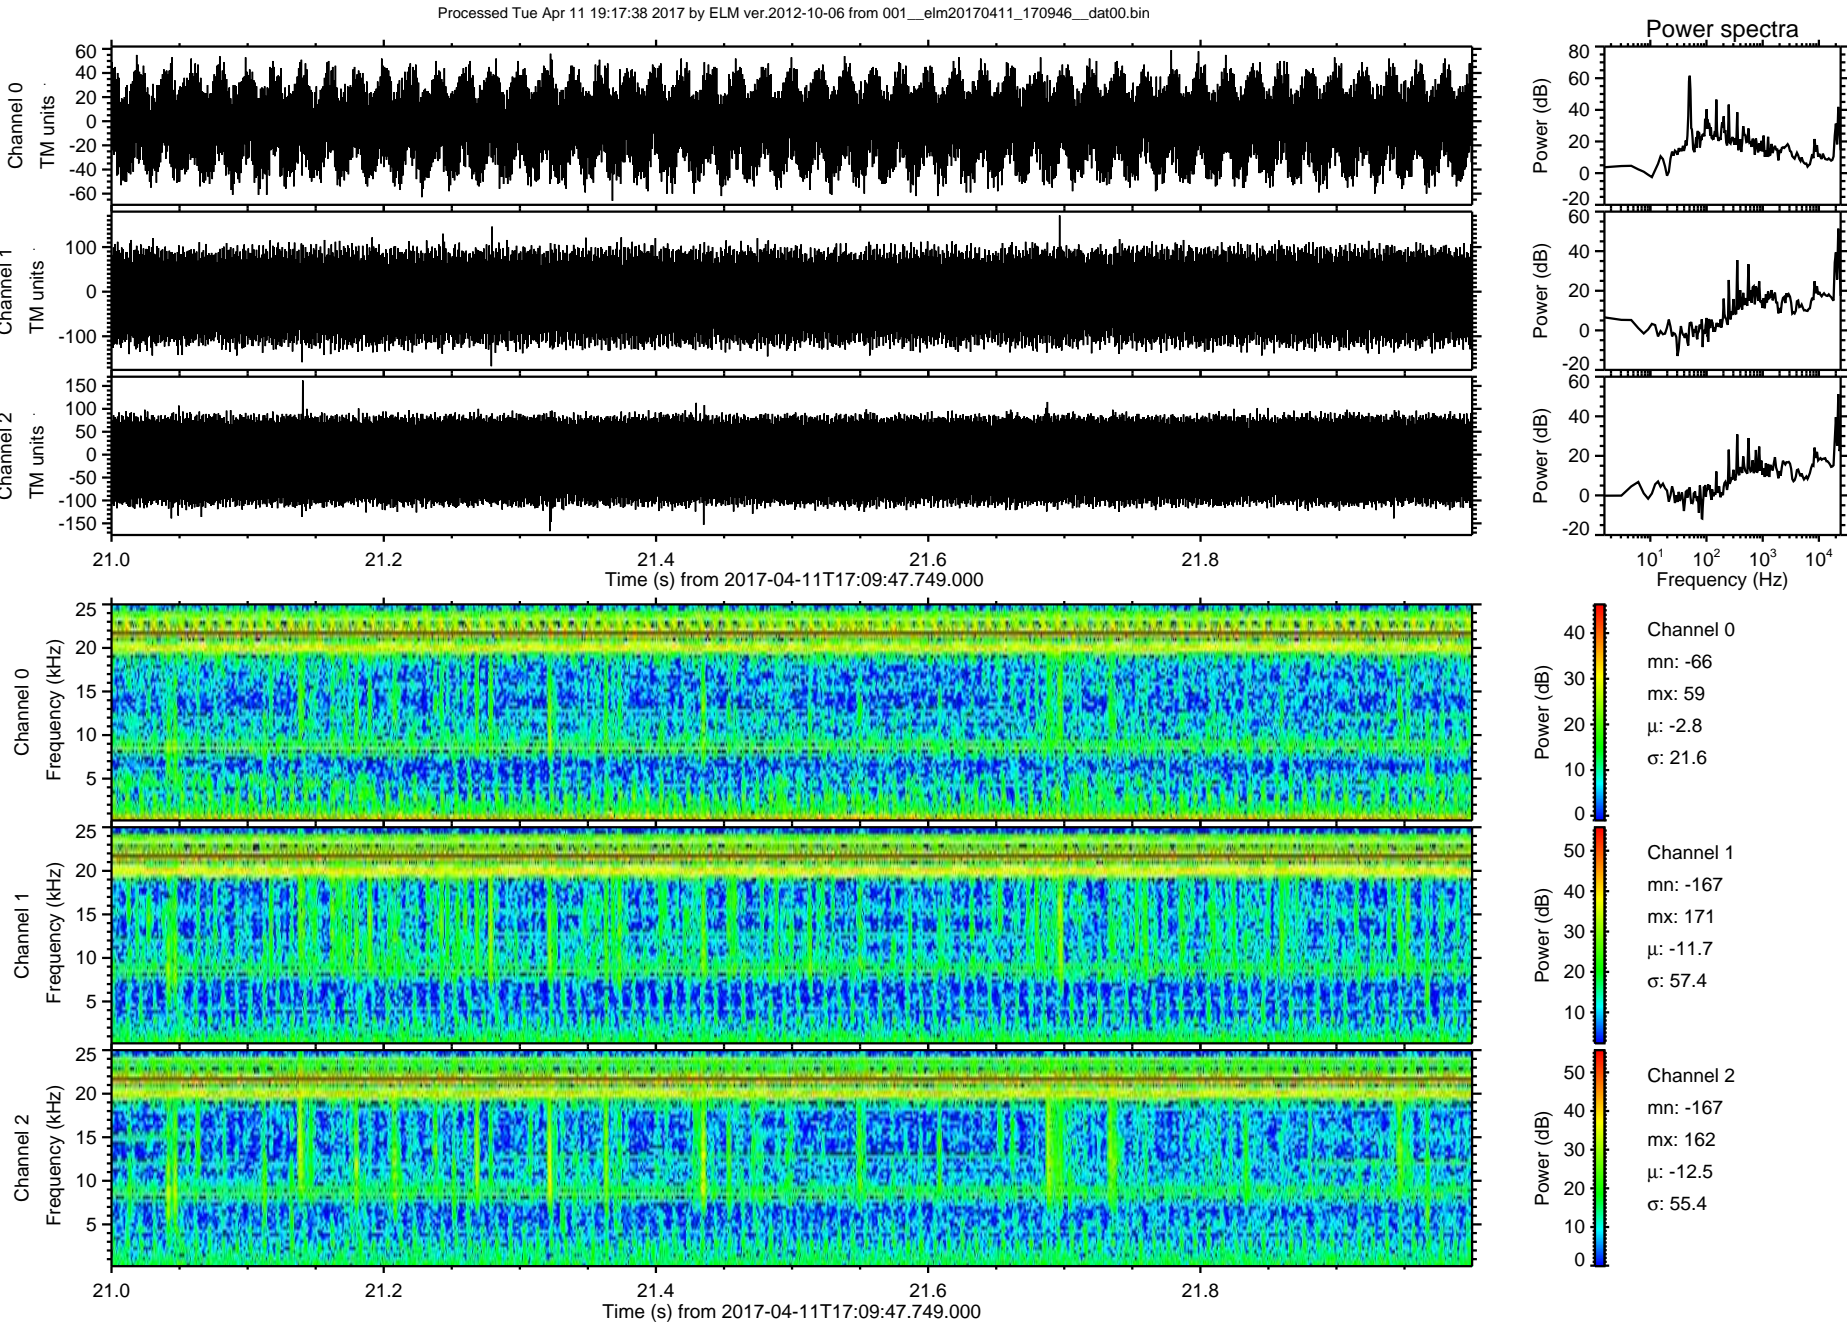 Processed Tue Apr 11 19:17:38 2017 by ELM ver.2012-10-06 from 001__elm20170411_170946__dat00.bin
Power spectra
Channel 0
TM units
60
40
20
0
-20
-40
-60
Power (dB)
80
60
40
20
0
-20
Channel 1
TM units
100
0
-100
Power (dB)
60
40
20
0
-20
Channel 2
TM units
150
100
50
0
-50
-100
-150
Power (dB)
60
40
20
0
-20
21.0 21.2 21.4 21.6 21.8
Time (s) from 2017-04-11T17:09:47.749.000
10^1 10^2 10^3 10^4
Frequency (Hz)
Channel 0
Frequency (kHz)
25
20
15
10
5
Power (dB)
40
30
20
10
0
Channel 0
mn: -66
mx: 59
μ: -2.8
σ: 21.6
Channel 1
Frequency (kHz)
25
20
15
10
5
Power (dB)
50
40
30
20
10
Channel 1
mn: -167
mx: 171
μ: -11.7
σ: 57.4
Channel 2
Frequency (kHz)
25
20
15
10
5
Power (dB)
50
40
30
20
10
0
Channel 2
mn: -167
mx: 162
μ: -12.5
σ: 55.4
21.0 21.2 21.4 21.6 21.8
Time (s) from 2017-04-11T17:09:47.749.000